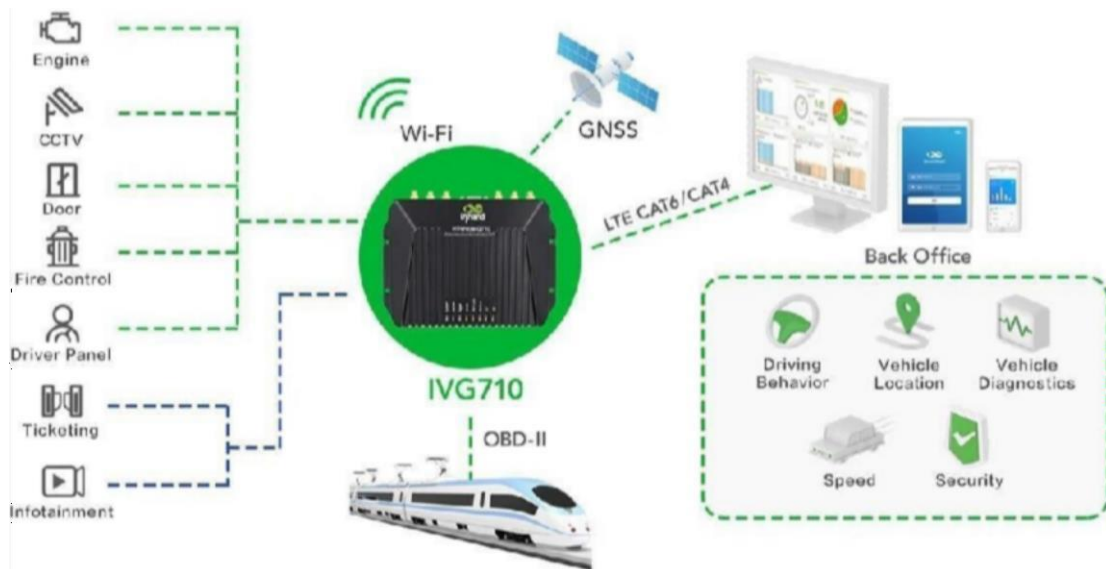 Engine
CCTV
Door
Fire Control
Driver Panel
Ticketing
Infotainment
Wi-Fi
GNSS
LTE CAT6/CAT4
inhand
IVG710
OBD-II
Back Office
Driving
Behavior
Vehicle
Location
Vehicle
Diagnostics
Speed
Security